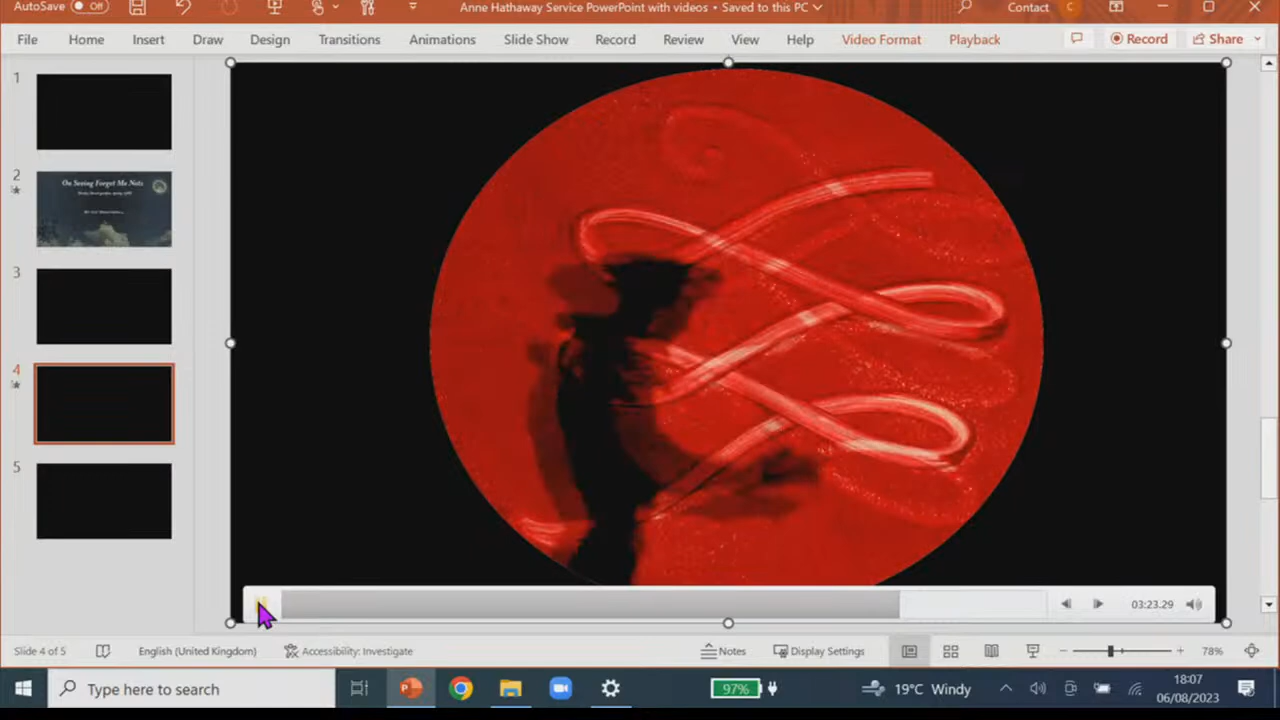 AutoSave Off
Anne Hathaway Service PowerPoint with videos • Saved to this PC
Contact C
File Home Insert Draw Design Transitions Animations Slide Show Record Review View Help Video Format Playback
Record Share
1
2
On Seeing Forget Me Nots
3
4
5
03:23.29
Slide 4 of 5 English (United Kingdom) Accessibility: Investigate Notes Display Settings 78%
Type here to search 97% 19°C Windy 18:07
06/08/2023